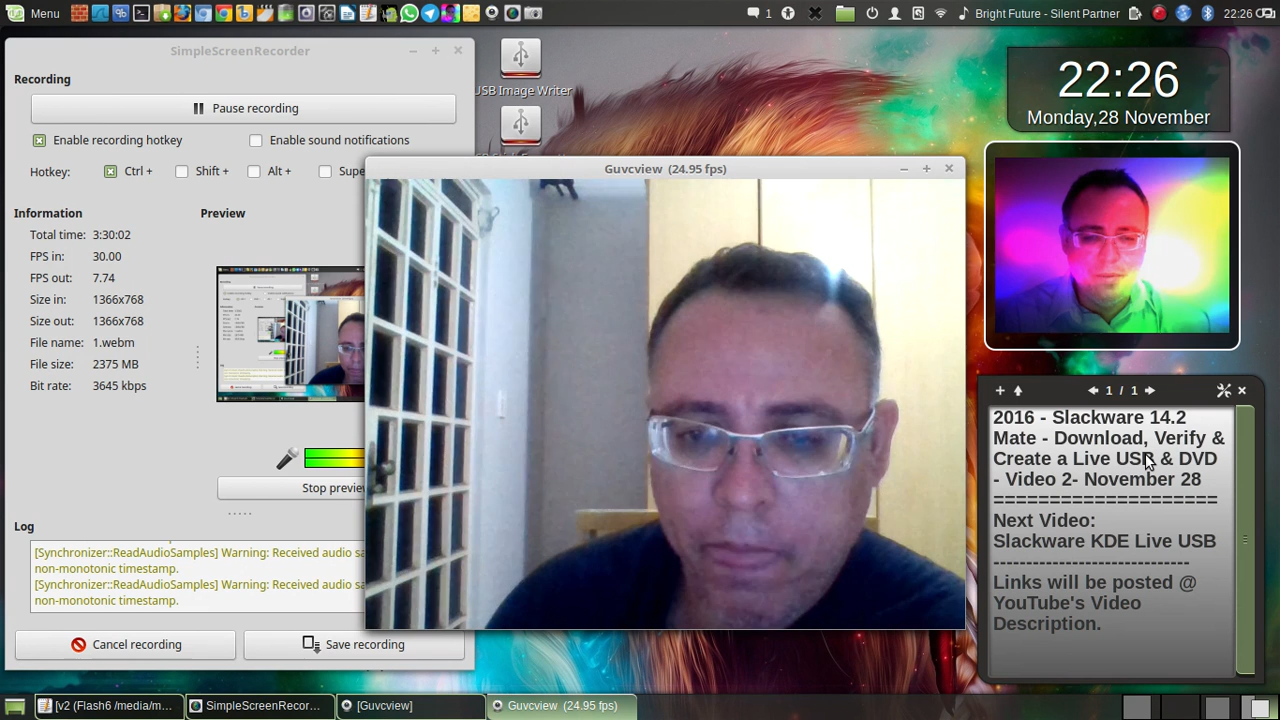 Menu
1
Bright Future - Silent Partner
22:26
SimpleScreenRecorder
Recording
Pause recording
Enable recording hotkey
Enable sound notifications
Hotkey:
Ctrl +
Shift +
Alt +
Information
Preview
Total time: 3:30:02
FPS in: 30.00
FPS out: 7.74
Size in: 1366x768
Size out: 1366x768
File name: 1.webm
File size: 2375 MB
Bit rate: 3645 kbps
Log
[Synchronizer::ReadAudioSamples] Warning: Received audio
non-monotonic timestamp.
[Synchronizer::ReadAudioSamples] Warning: Received audio
non-monotonic timestamp.
Cancel recording
Save recording
USB Image Writer
Guvcview (24.95 fps)
22:26
Monday,28 November
1 / 1
2016 - Slackware 14.2
Mate - Download, Verify &
Create a Live USB & DVD
- Video 2- November 28
====================
Next Video:
Slackware KDE Live USB
----------------------------
Links will be posted @
YouTube's Video
Description.
[v2 (Flash6 /media/m...
SimpleScreenRecor...
[Guvcview]
Guvcview (24.95 fps)